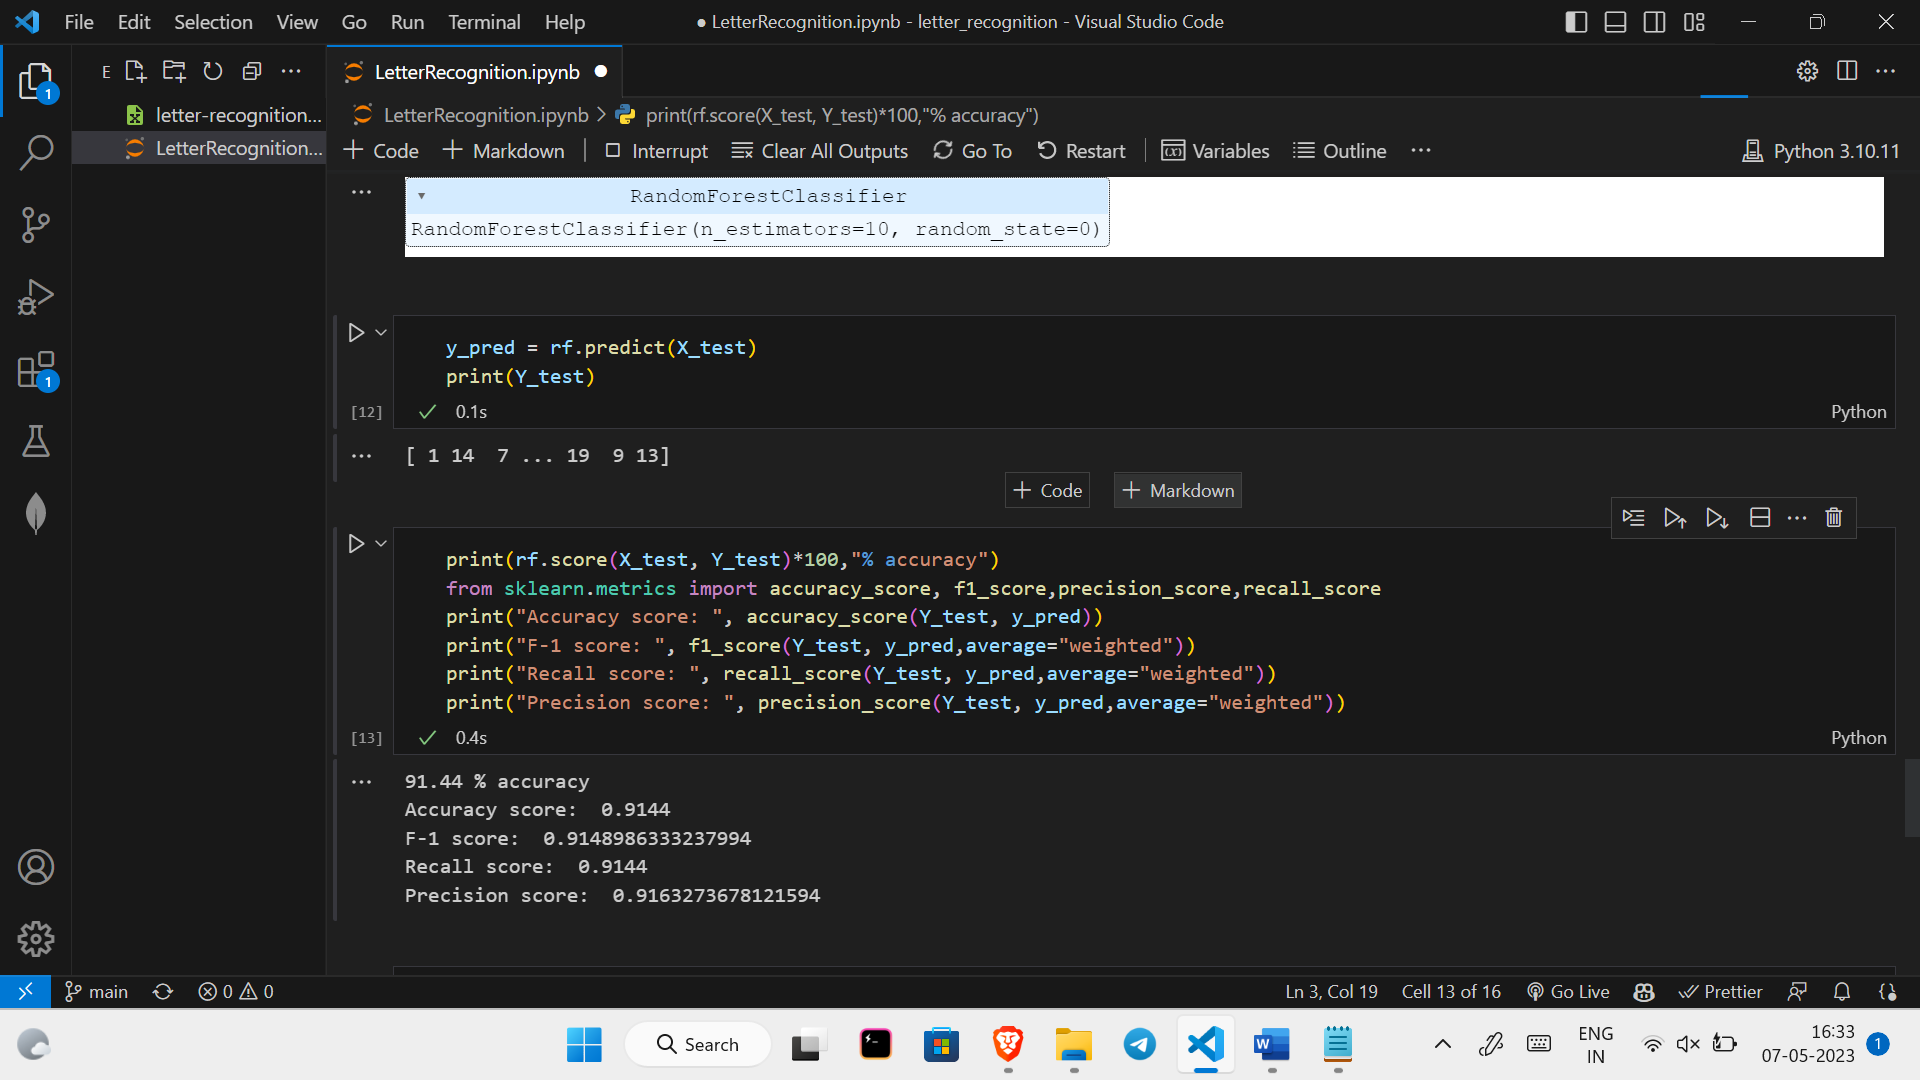 File Edit Selection View Go Run Terminal Help
● LetterRecognition.ipynb - letter_recognition - Visual Studio Code
E
LetterRecognition.ipynb
1
letter-recognition...
LetterRecognition.ipynb > print(rf.score(X_test, Y_test)*100,"% accuracy")
LetterRecognition...
+ Code + Markdown Interrupt Clear All Outputs Go To Restart Variables Outline ... Python 3.10.11
RandomForestClassifier
RandomForestClassifier(n_estimators=10, random_state=0)
y_pred = rf.predict(X_test)
print(Y_test)
1
[12] 0.1s Python
[ 1 14  7 ... 19  9 13]
+ Code + Markdown
print(rf.score(X_test, Y_test)*100,"% accuracy")
from sklearn.metrics import accuracy_score, f1_score,precision_score,recall_score
print("Accuracy score: ", accuracy_score(Y_test, y_pred))
print("F-1 score: ", f1_score(Y_test, y_pred,average="weighted"))
print("Recall score: ", recall_score(Y_test, y_pred,average="weighted"))
print("Precision score: ", precision_score(Y_test, y_pred,average="weighted"))
[13] 0.4s Python
91.44 % accuracy
Accuracy score:  0.9144
F-1 score:  0.9148986333237994
Recall score:  0.9144
Precision score:  0.9163273678121594
main 0 0 Ln 3, Col 19 Cell 13 of 16 Go Live Prettier
Search
W
ENG
IN
16:33
07-05-2023
1